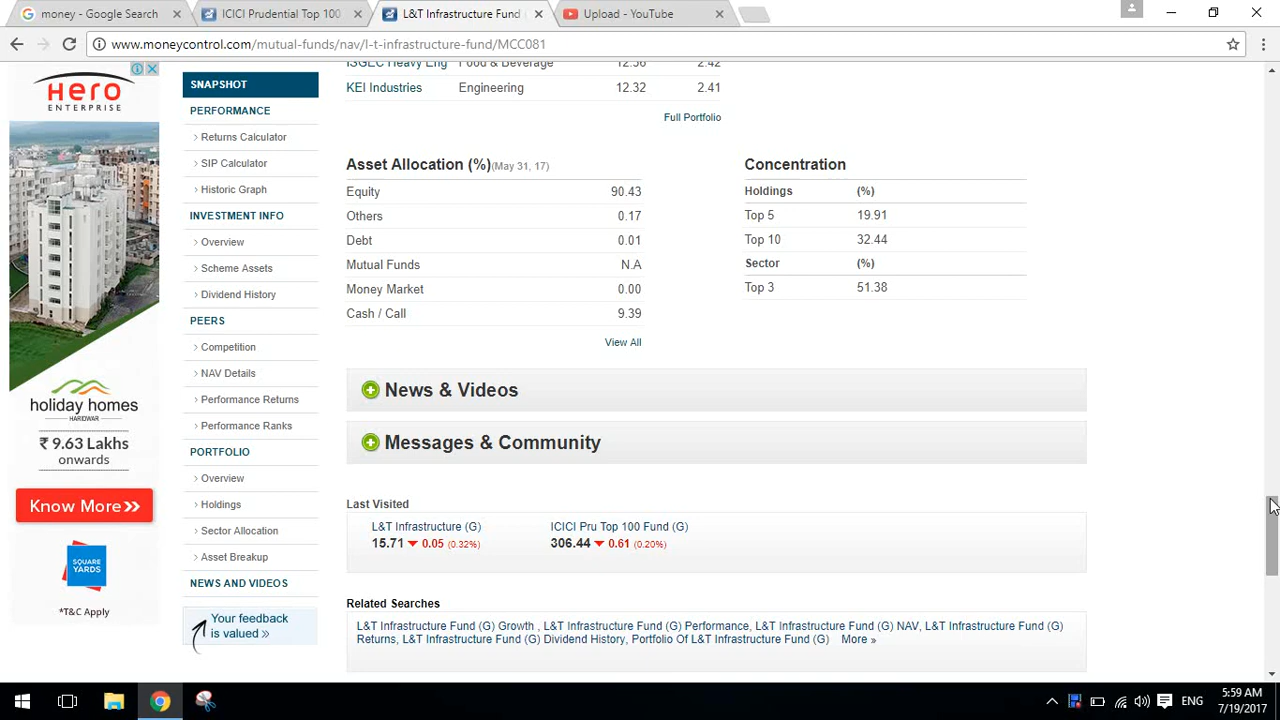 money - Google Search
ICICI Prudential Top 100
L&T Infrastructure Fund
Upload - YouTube
www.moneycontrol.com/mutual-funds/nav/l-t-infrastructure-fund/MCC081
HERO
ENTERPRISE
holiday homes
HARIDWAR
₹ 9.63 Lakhs
onwards
Know More >>
SQUARE
YARDS
*T&C Apply
SNAPSHOT
PERFORMANCE
Returns Calculator
SIP Calculator
Historic Graph
INVESTMENT INFO
Overview
Scheme Assets
Dividend History
PEERS
Competition
NAV Details
Performance Returns
Performance Ranks
PORTFOLIO
Overview
Holdings
Sector Allocation
Asset Breakup
NEWS AND VIDEOS
Your feedback
is valued »
ISGEC Heavy Eng Food & Beverage 12.36 2.42
KEI Industries Engineering 12.32 2.41
Full Portfolio
Asset Allocation (%)(May 31, 17)
Equity 90.43
Others 0.17
Debt 0.01
Mutual Funds N.A
Money Market 0.00
Cash / Call 9.39
View All
Concentration
Holdings (%)
Top 5 19.91
Top 10 32.44
Sector (%)
Top 3 51.38
News & Videos
Messages & Community
Last Visited
L&T Infrastructure (G) ICICI Pru Top 100 Fund (G)
15.71 0.05 (0.32%) 306.44 0.61 (0.20%)
Related Searches
L&T Infrastructure Fund (G) Growth , L&T Infrastructure Fund (G) Performance, L&T Infrastructure Fund (G) NAV, L&T Infrastructure Fund (G)
Returns, L&T Infrastructure Fund (G) Dividend History, Portfolio Of L&T Infrastructure Fund (G) More »
ENG
5:59 AM
7/19/2017